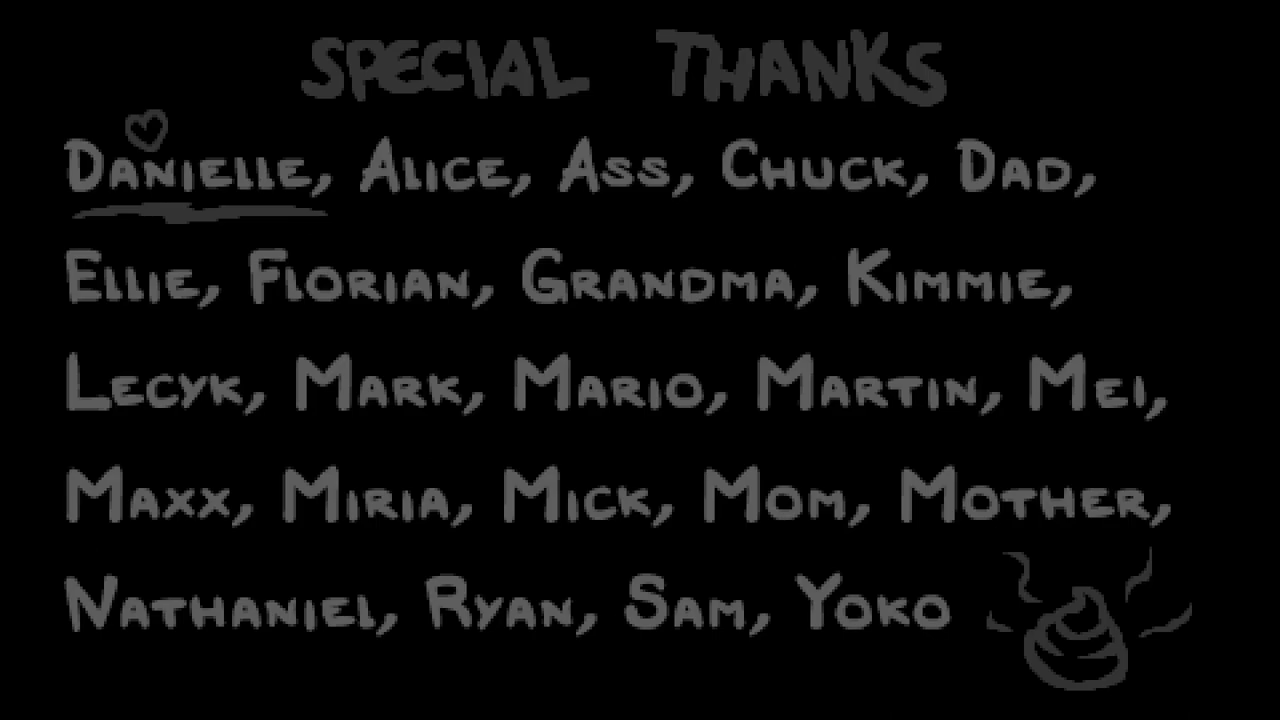 SPECIAL THANKS
DANIELLE, ALICE, ASS, CHUCK, DAD,
ELLIE, FLORIAN, GRANDMA, KIMMIE,
LECYK, MARK, MARIO, MARTIN, MEI,
MAXX, MIRIA, MICK, MOM, MOTHER,
NATHANIEL, RYAN, SAM, YOKO